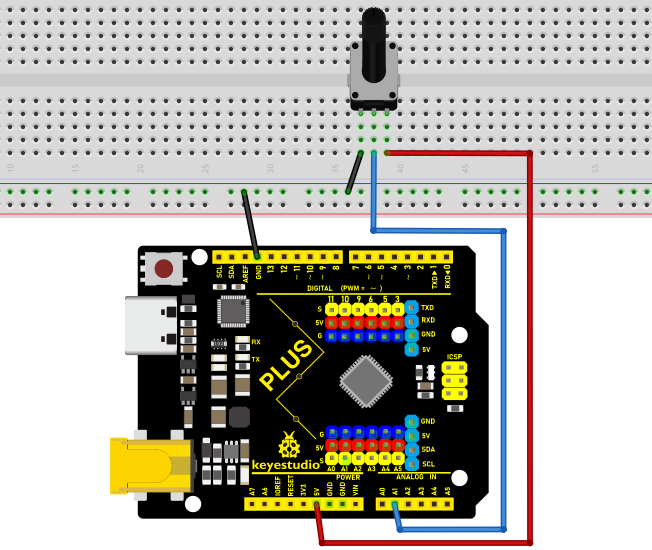 10 15 20 25 30 35 40 45 50 55
SCL SDA AREF GND 13 12 ~11 ~10 ~9 8 7 ~6 ~5 4 ~3 2 TXD▸1 RXD◂0
DIGITAL (PWM = ~)
11 10 9 6 5 3
S
5V
G
TXD
RXD
GND
5V
RX
TX
PLUS
ICSP
GND
5V
SDA
SCL
G
5V
S
A0 A1 A2 A3 A4 A5
keyestudio
POWER
ANALOG IN
A7 A6 IOREF RESET 3V3 5V GND GND VIN A0 A1 A2 A3 A4 A5